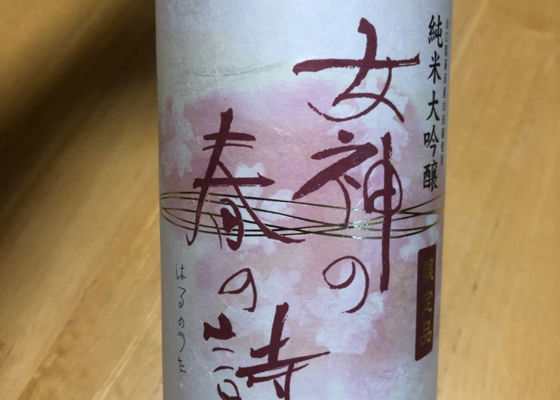 純米大吟醸
限定品
女神の
春の詩
はるのうた